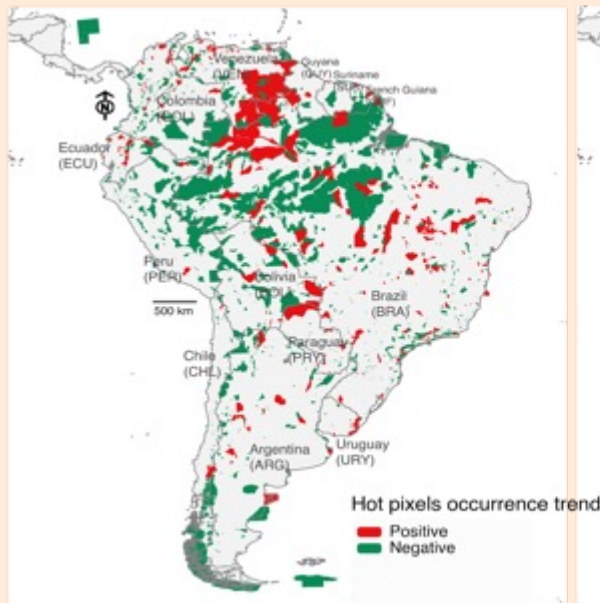 Venezuela
Guyana
(GUY)
Suriname
French Guiana
Colombia
(COL)
Ecuador
(ECU)
Peru
(PER)
Bolivia
500 km
Brazil
(BRA)
Paraguay
(PRY)
Chile
(CHL)
Argentina
(ARG)
Uruguay
(URY)
N
Hot pixels occurrence trend
Positive
Negative